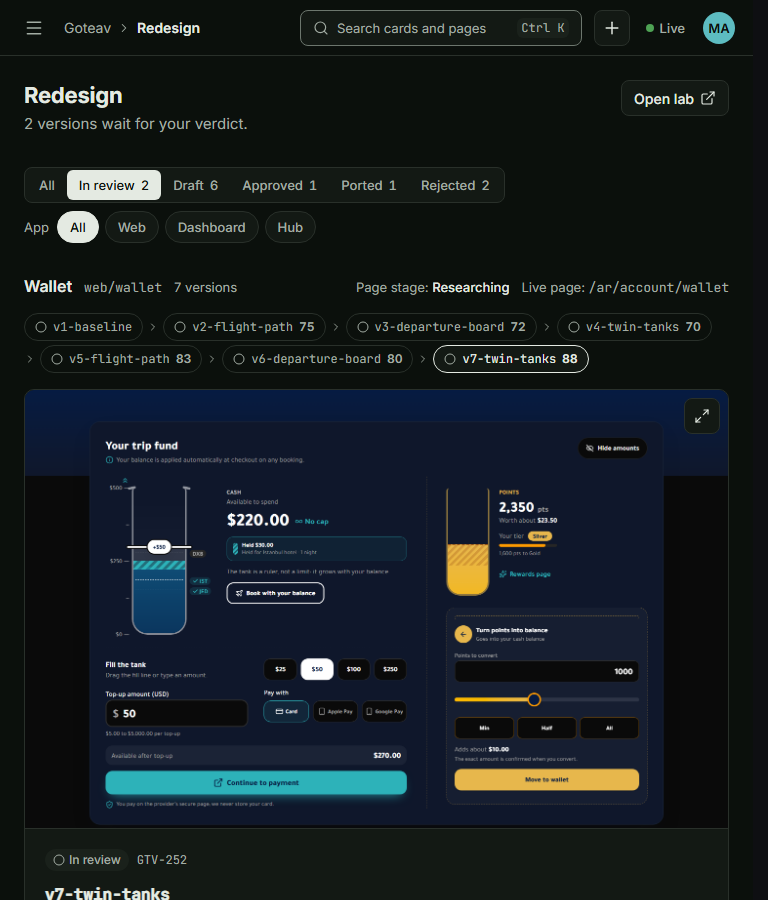 Goteav > Redesign
Search cards and pages Ctrl K
Live
MA
Redesign
Open lab
2 versions wait for your verdict.
All In review 2 Draft 6 Approved 1 Ported 1 Rejected 2
App All Web Dashboard Hub
Wallet web/wallet 7 versions
Page stage: Researching Live page: /ar/account/wallet
v1-baseline > v2-flight-path 75 > v3-departure-board 72 > v4-twin-tanks 70
> v5-flight-path 83 > v6-departure-board 80 > v7-twin-tanks 88
Your trip fund
Your balance is applied automatically at checkout on any booking.
Hide amounts
$500
+$50
DXB
$250
IST
JED
$0
CASH
Available to spend
$220.00 No cap
Held $30.00
Held for Istanbul hotel · 1 night
The tank is a ruler, not a limit: it grows with your balance
Book with your balance
POINTS
2,350 pts
Worth about $23.50
Your tier Silver
1,600 pts to Gold
Rewards page
Fill the tank
Drag the fill line or type an amount
$25 $50 $100 $250
Top-up amount (USD)
$ 50
$5.00 to $5,000.00 per top-up
Pay with
Card Apple Pay Google Pay
Available after top-up $270.00
Continue to payment
You pay on the provider's secure page; we never store your card.
Turn points into balance
Goes into your cash balance
Points to convert
1000
Min Half All
Adds about $10.00
The exact amount is confirmed when you convert.
Move to wallet
In review GTV-252
v7-twin-tanks